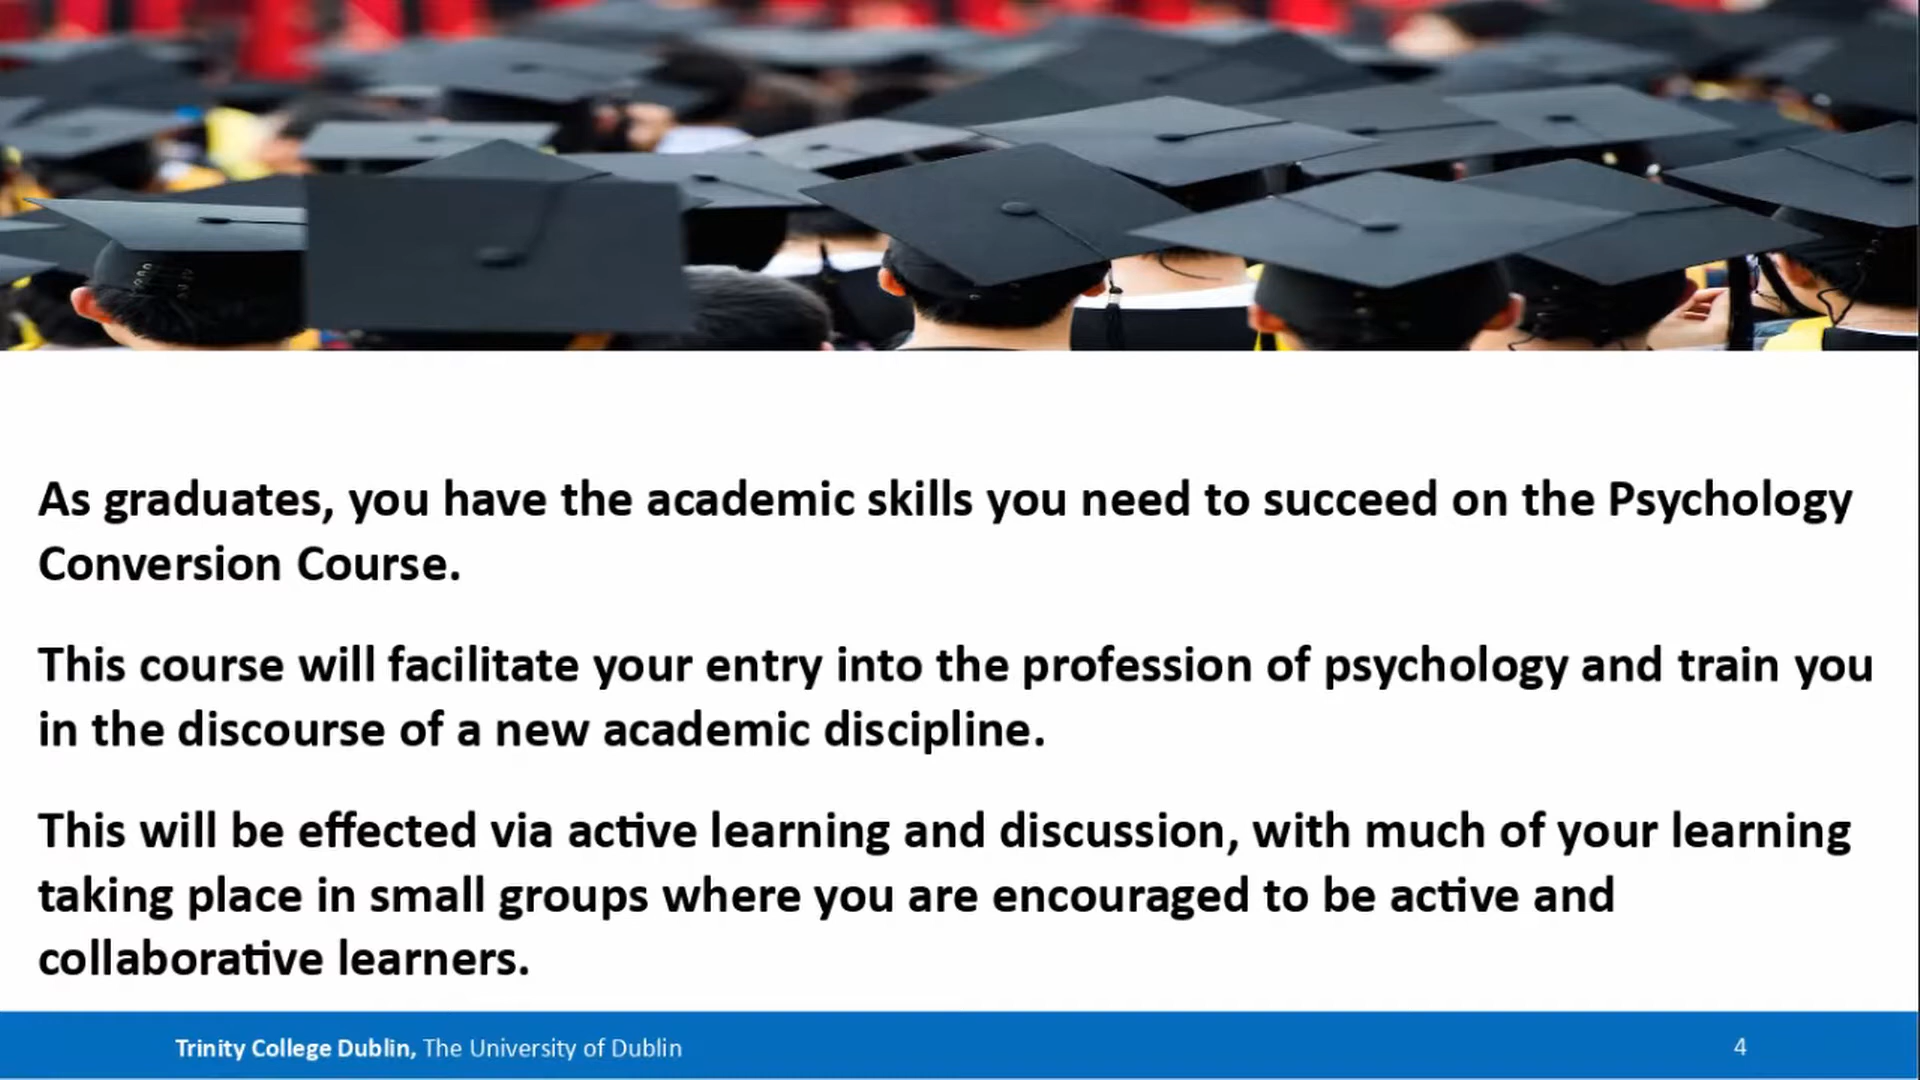 As graduates, you have the academic skills you need to succeed on the Psychology
Conversion Course.
This course will facilitate your entry into the profession of psychology and train you
in the discourse of a new academic discipline.
This will be effected via active learning and discussion, with much of your learning
taking place in small groups where you are encouraged to be active and
collaborative learners.
Trinity College Dublin, The University of Dublin
4